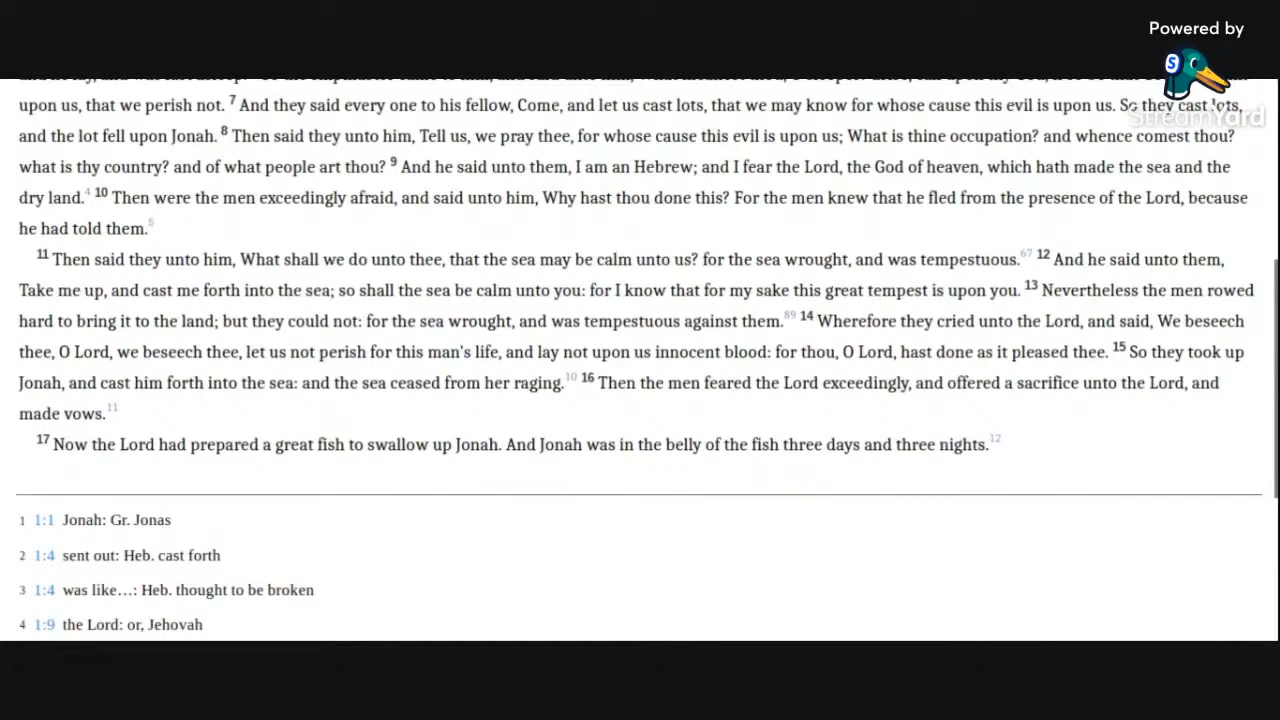 Powered by
StreamYard
upon us, that we perish not. 7 And they said every one to his fellow, Come, and let us cast lots, that we may know for whose cause this evil is upon us. So they cast lots,
and the lot fell upon Jonah. 8 Then said they unto him, Tell us, we pray thee, for whose cause this evil is upon us; What is thine occupation? and whence comest thou?
what is thy country? and of what people art thou? 9 And he said unto them, I am an Hebrew; and I fear the Lord, the God of heaven, which hath made the sea and the
dry land.4 10 Then were the men exceedingly afraid, and said unto him, Why hast thou done this? For the men knew that he fled from the presence of the Lord, because
he had told them.5
11 Then said they unto him, What shall we do unto thee, that the sea may be calm unto us? for the sea wrought, and was tempestuous.67 12 And he said unto them,
Take me up, and cast me forth into the sea; so shall the sea be calm unto you: for I know that for my sake this great tempest is upon you. 13 Nevertheless the men rowed
hard to bring it to the land; but they could not: for the sea wrought, and was tempestuous against them.89 14 Wherefore they cried unto the Lord, and said, We beseech
thee, O Lord, we beseech thee, let us not perish for this man's life, and lay not upon us innocent blood: for thou, O Lord, hast done as it pleased thee. 15 So they took up
Jonah, and cast him forth into the sea: and the sea ceased from her raging.10 16 Then the men feared the Lord exceedingly, and offered a sacrifice unto the Lord, and
made vows.11
17 Now the Lord had prepared a great fish to swallow up Jonah. And Jonah was in the belly of the fish three days and three nights.12
1 1:1 Jonah: Gr. Jonas
2 1:4 sent out: Heb. cast forth
3 1:4 was like…: Heb. thought to be broken
4 1:9 the Lord: or, Jehovah